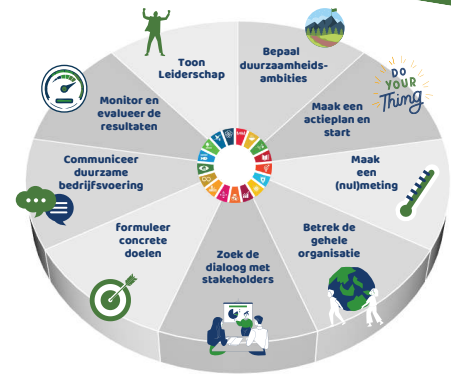 Toon
Leiderschap
Bepaal
duurzaamheids-
ambities
Maak een
actieplan en
start
DO
YOUR
Thing
Maak
een
(nul)meting
Betrek de
gehele
organisatie
Zoek de
dialoog met
stakeholders
formuleer
concrete
doelen
Communiceer
duurzame
bedrijfsvoering
Monitor en
evalueer de
resultaten